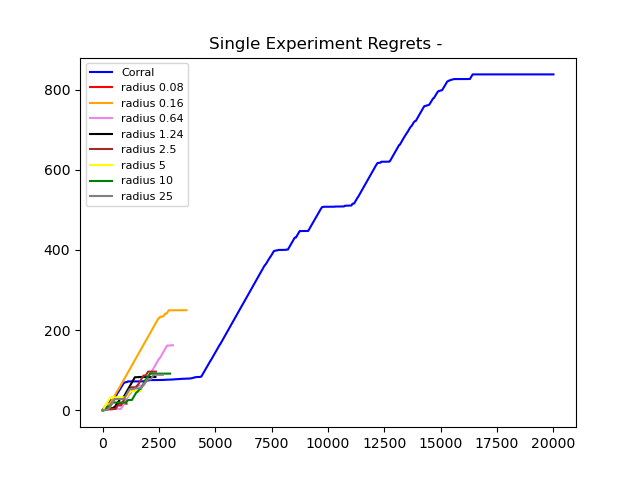 Single Experiment Regrets -
Corral
radius 0.08
radius 0.16
radius 0.64
radius 1.24
radius 2.5
radius 5
radius 10
radius 25
800
600
400
200
0
0 2500 5000 7500 10000 12500 15000 17500 20000